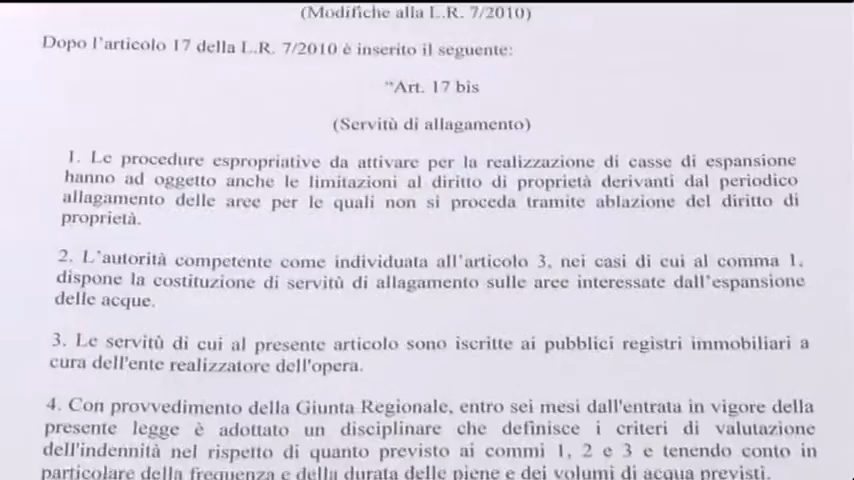 (Modifiche alla L.R. 7/2010)
Dopo l'articolo 17 della L.R. 7/2010 è inserito il seguente:
"Art. 17 bis
(Servitù di allagamento)
1. Le procedure espropriative da attivare per la realizzazione di casse di espansione
hanno ad oggetto anche le limitazioni al diritto di proprietà derivanti dal periodico
allagamento delle aree per le quali non si proceda tramite ablazione del diritto di
proprietà.
2. L'autorità competente come individuata all'articolo 3, nei casi di cui al comma 1,
dispone la costituzione di servitù di allagamento sulle aree interessate dall'espansione
delle acque.
3. Le servitù di cui al presente articolo sono iscritte ai pubblici registri immobiliari a
cura dell'ente realizzatore dell'opera.
4. Con provvedimento della Giunta Regionale, entro sei mesi dall'entrata in vigore della
presente legge è adottato un disciplinare che definisce i criteri di valutazione
dell'indennità nel rispetto di quanto previsto ai commi 1, 2 e 3 e tenendo conto in
particolare della frequenza e della durata delle piene e dei volumi di acqua previsti.